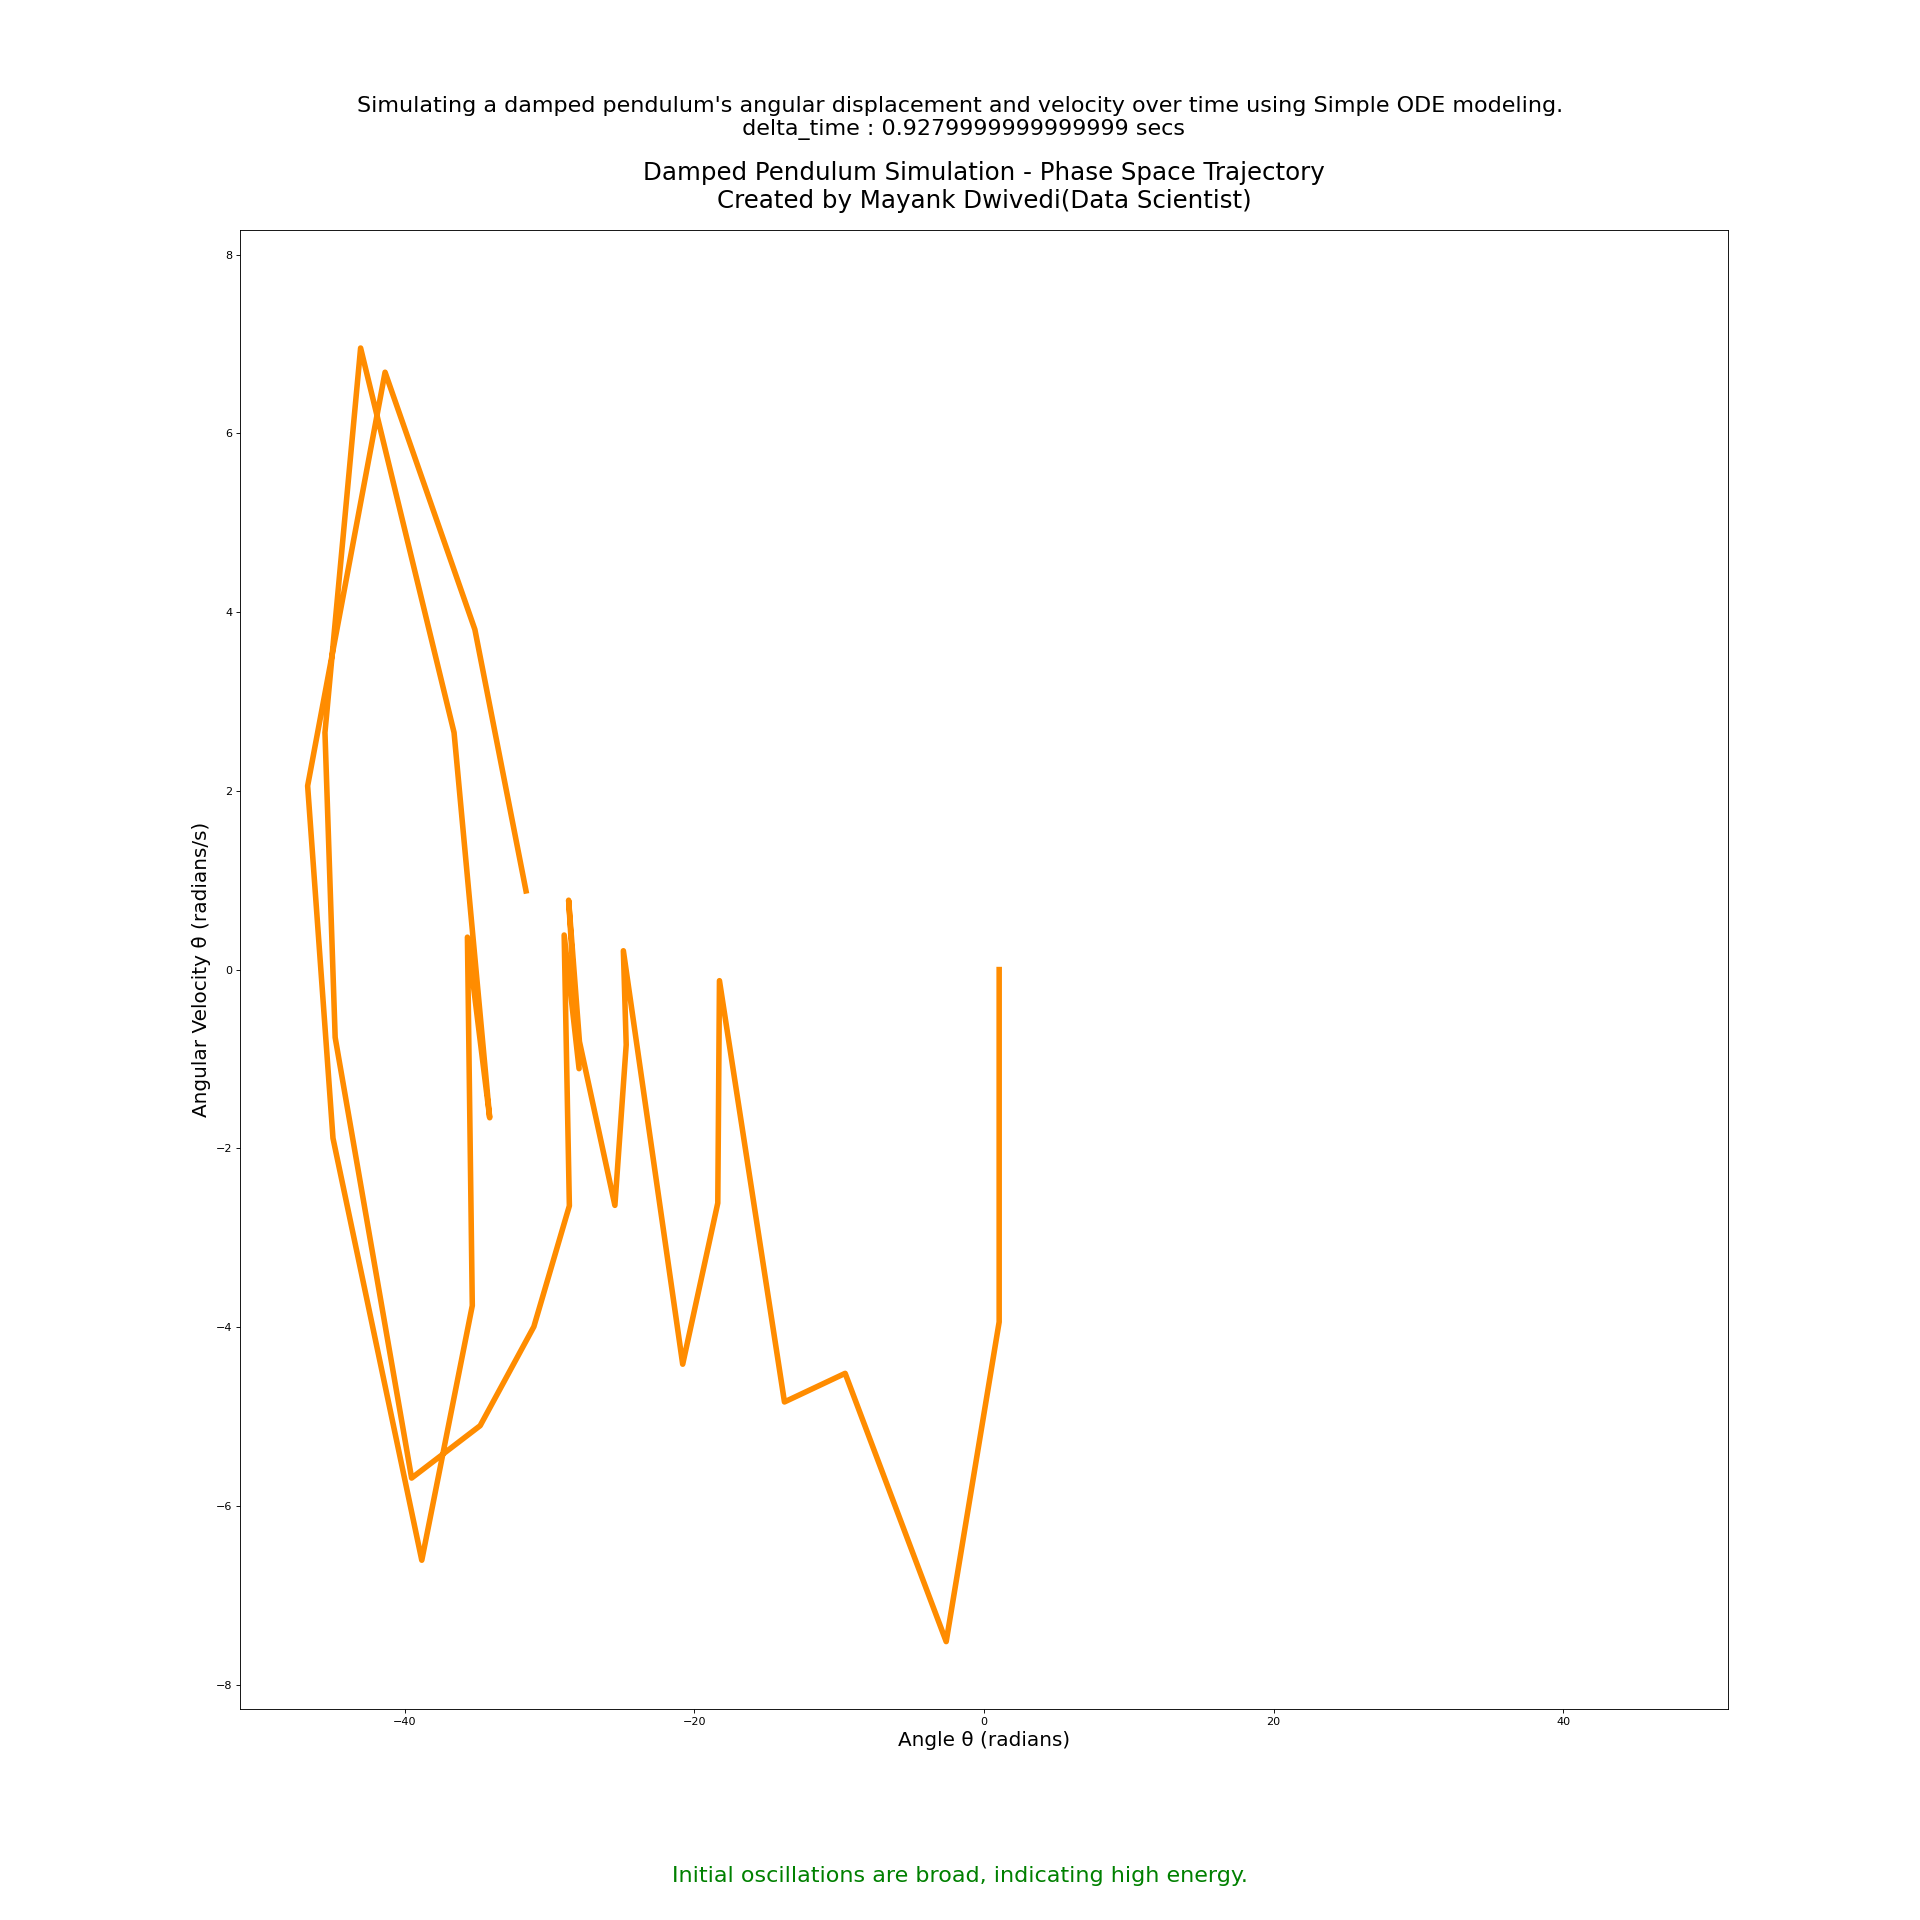 Simulating a damped pendulum's angular displacement and velocity over time using Simple ODE modeling.
delta_time : 0.9279999999999999 secs
Damped Pendulum Simulation - Phase Space Trajectory
Created by Mayank Dwivedi(Data Scientist)
8
6
4
2
0
−2
−4
−6
−8
Angular Velocity θ (radians/s)
−40
−20
0
20
40
Angle θ (radians)
Initial oscillations are broad, indicating high energy.